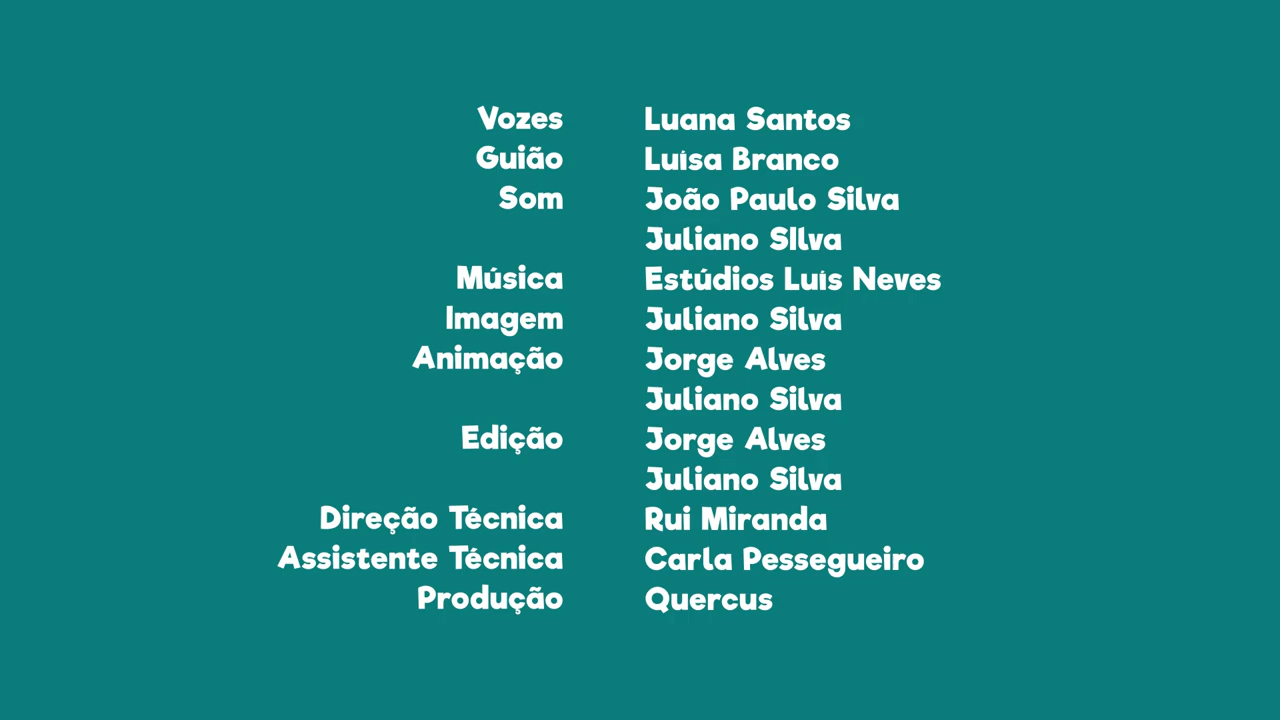 Vozes Luana Santos
Guião Luísa Branco
Som João Paulo Silva
Juliano SIlva
Música Estúdios Luís Neves
Imagem Juliano Silva
Animação Jorge Alves
Juliano Silva
Edição Jorge Alves
Juliano Silva
Direção Técnica Rui Miranda
Assistente Técnica Carla Pessegueiro
Produção Quercus